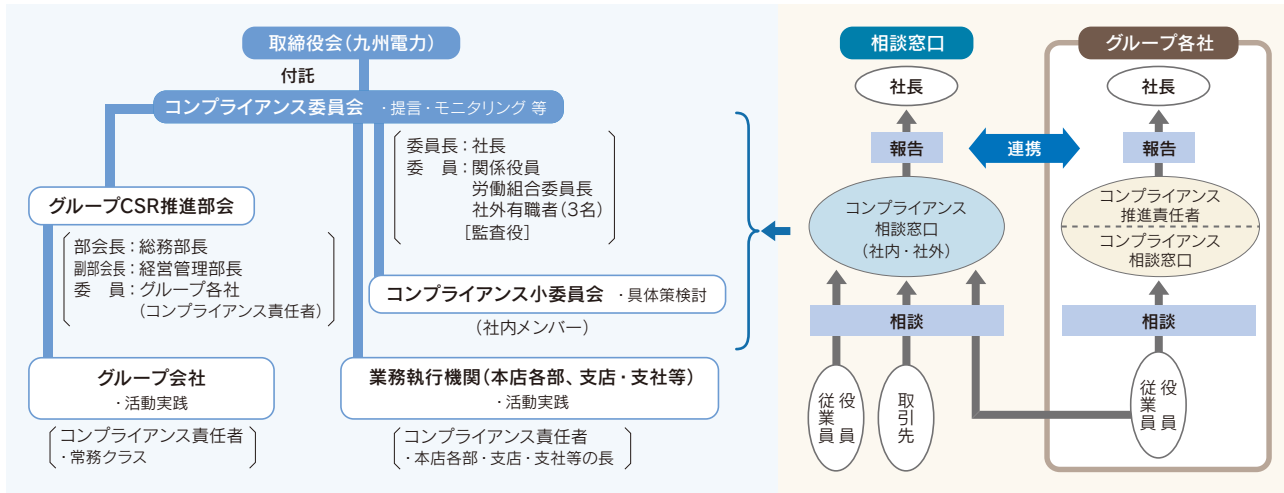 取締役会（九州電力）
付託
コンプライアンス委員会 ・提言・モニタリング 等
委員長：社長
委　員：関係役員
労働組合委員長
社外有職者（3名）
［監査役］
グループCSR推進部会
部会長：総務部長
副部会長：経営管理部長
委　員：グループ各社
（コンプライアンス責任者）
コンプライアンス小委員会 ・具体策検討
（社内メンバー）
グループ会社
・活動実践
コンプライアンス責任者
・常務クラス
業務執行機関（本店各部、支店・支社等）
・活動実践
コンプライアンス責任者
・本店各部・支店・支社等の長
相談窓口
社長
報告
コンプライアンス
相談窓口
（社内・社外）
相談
役員
従業員
取引先
連携
グループ各社
社長
報告
コンプライアンス
推進責任者
コンプライアンス
相談窓口
相談
役員
従業員